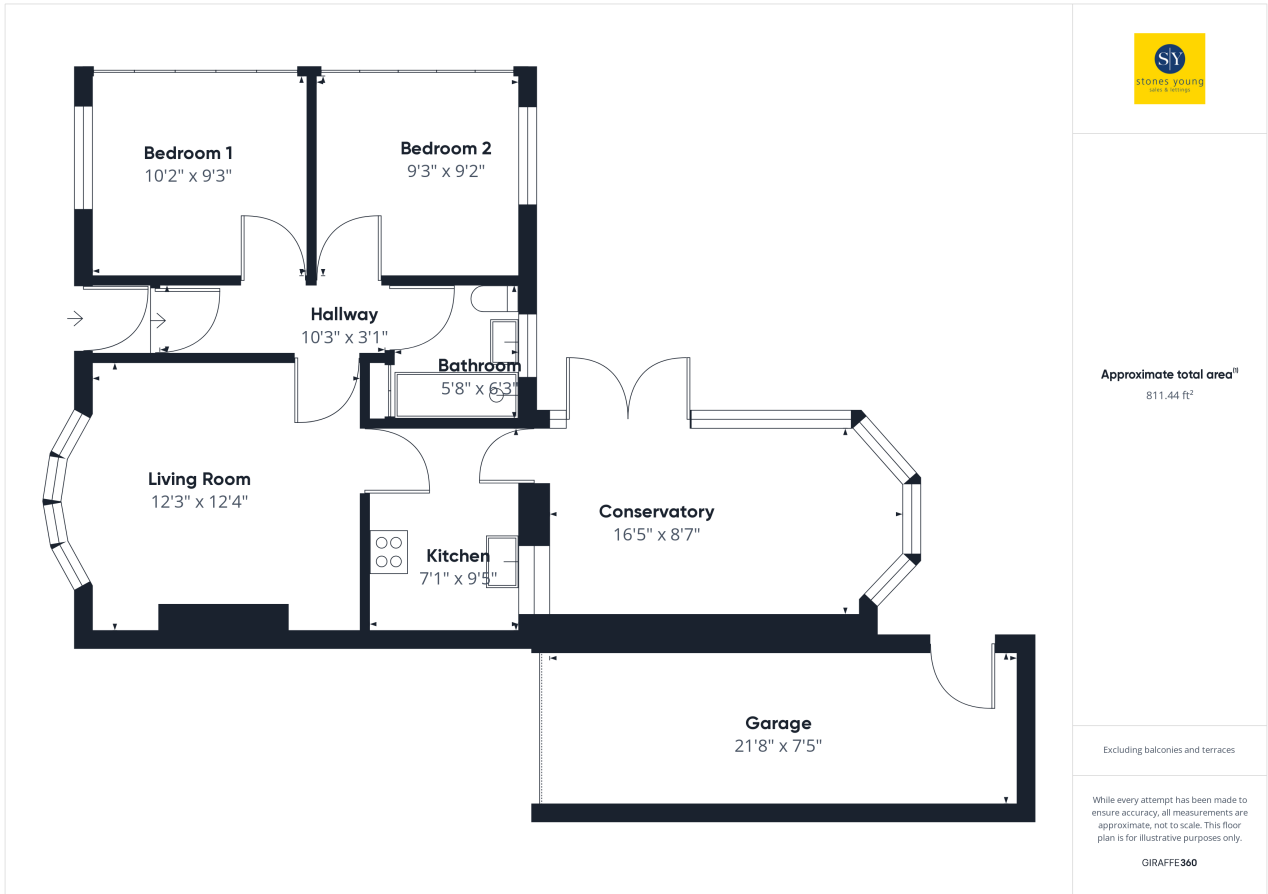 Bedroom 1
10'2" x 9'3"
Bedroom 2
9'3" x 9'2"
Hallway
10'3" x 3'1"
Bathroom
5'8" x 6'3"
Living Room
12'3" x 12'4"
Kitchen
7'1" x 9'5"
Conservatory
16'5" x 8'7"
Garage
21'8" x 7'5"
S|Y
stones young
sales & lettings
Approximate total area⁽¹⁾
811.44 ft²
Excluding balconies and terraces
While every attempt has been made to
ensure accuracy, all measurements are
approximate, not to scale. This floor
plan is for illustrative purposes only.
GIRAFFE360